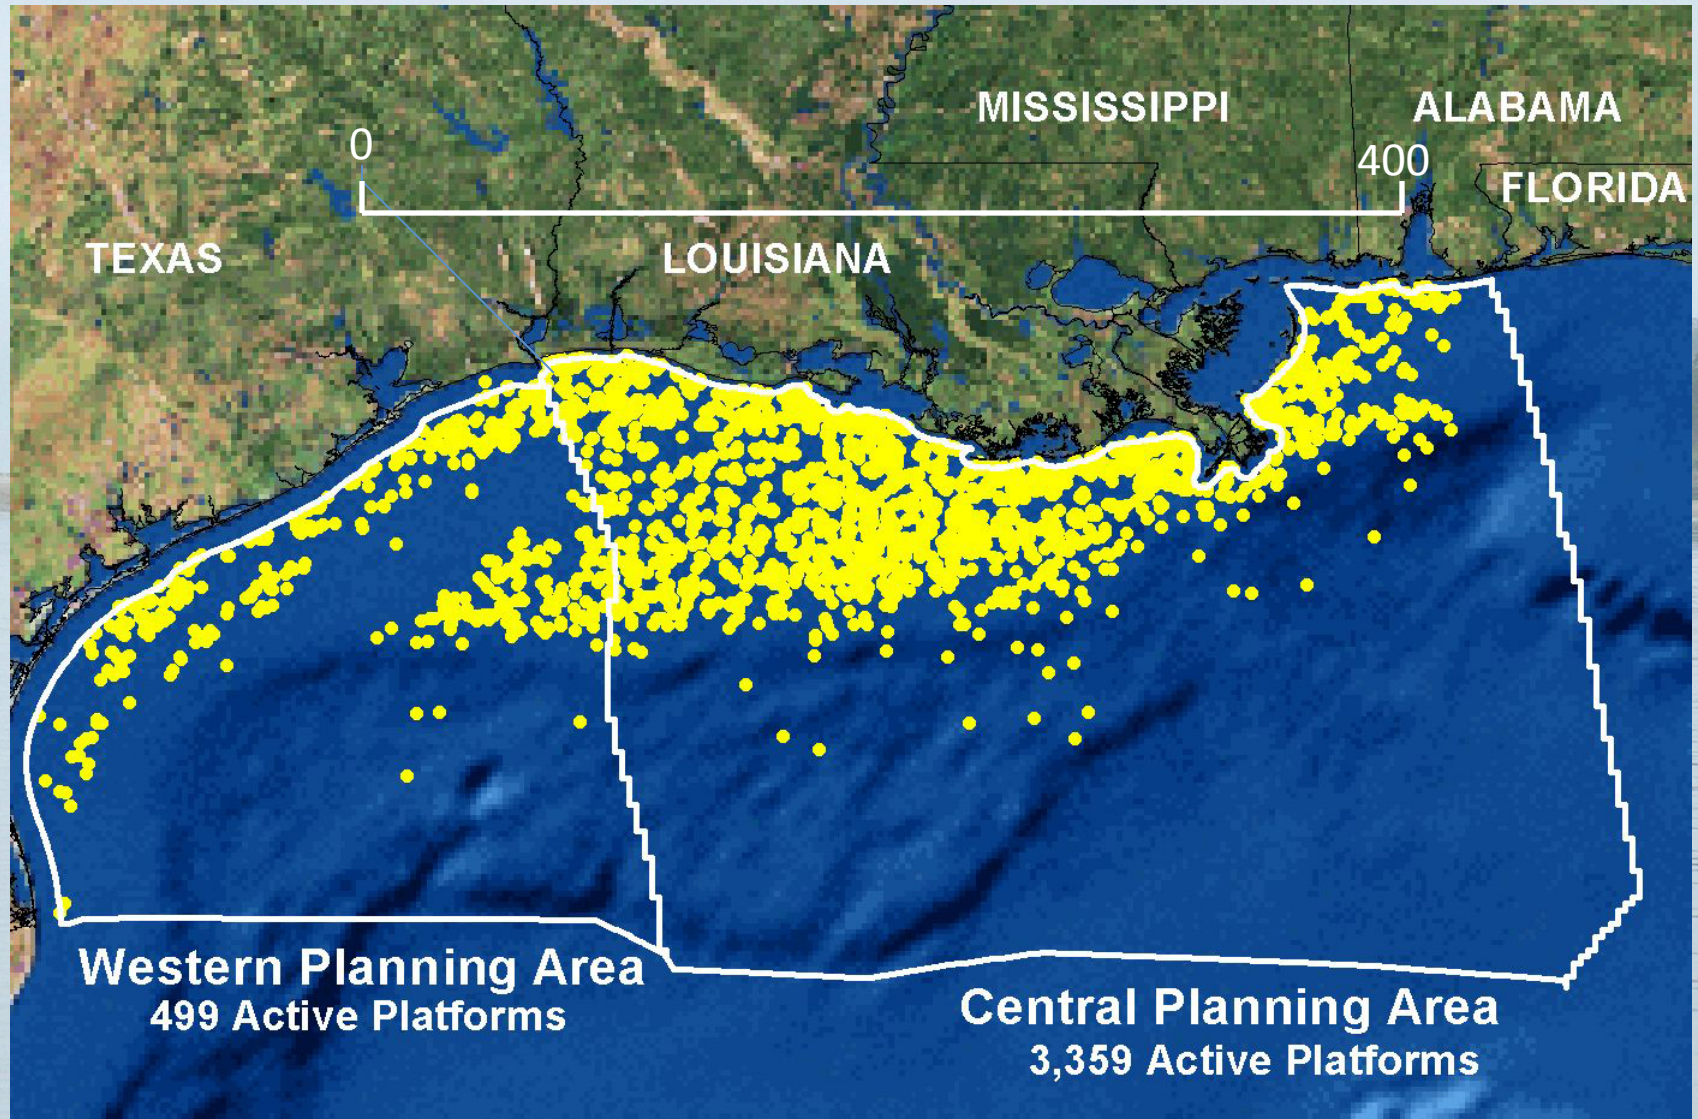 MISSISSIPPI
ALABAMA
0
400
FLORIDA
TEXAS
LOUISIANA
Western Planning Area
499 Active Platforms
Central Planning Area
3,359 Active Platforms